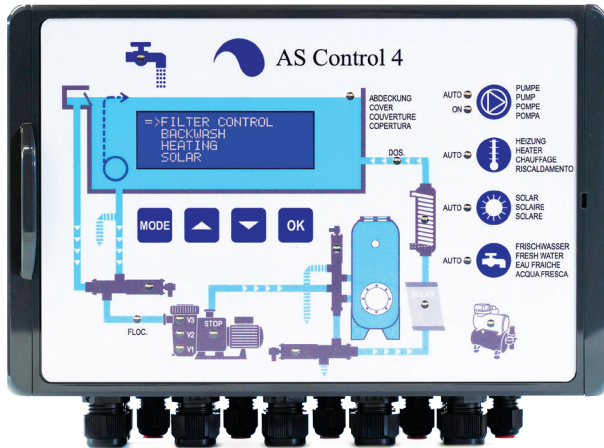 AS Control 4
=>FILTER CONTROL
BACKWASH
HEATING
SOLAR
ABDECKUNG
COVER
COUVERTURE
COPERTURA
DOS.
MODE
OK
AUTO
ON
PUMPE
PUMP
POMPE
POMPA
AUTO
HEIZUNG
HEATER
CHAUFFAGE
RISCALDAMENTO
AUTO
SOLAR
SOLAIRE
SOLARE
AUTO
FRISCHWASSER
FRESH WATER
EAU FRAICHE
ACQUA FRESCA
FLOC.
V3
V2
V1
STOP
SOLAR